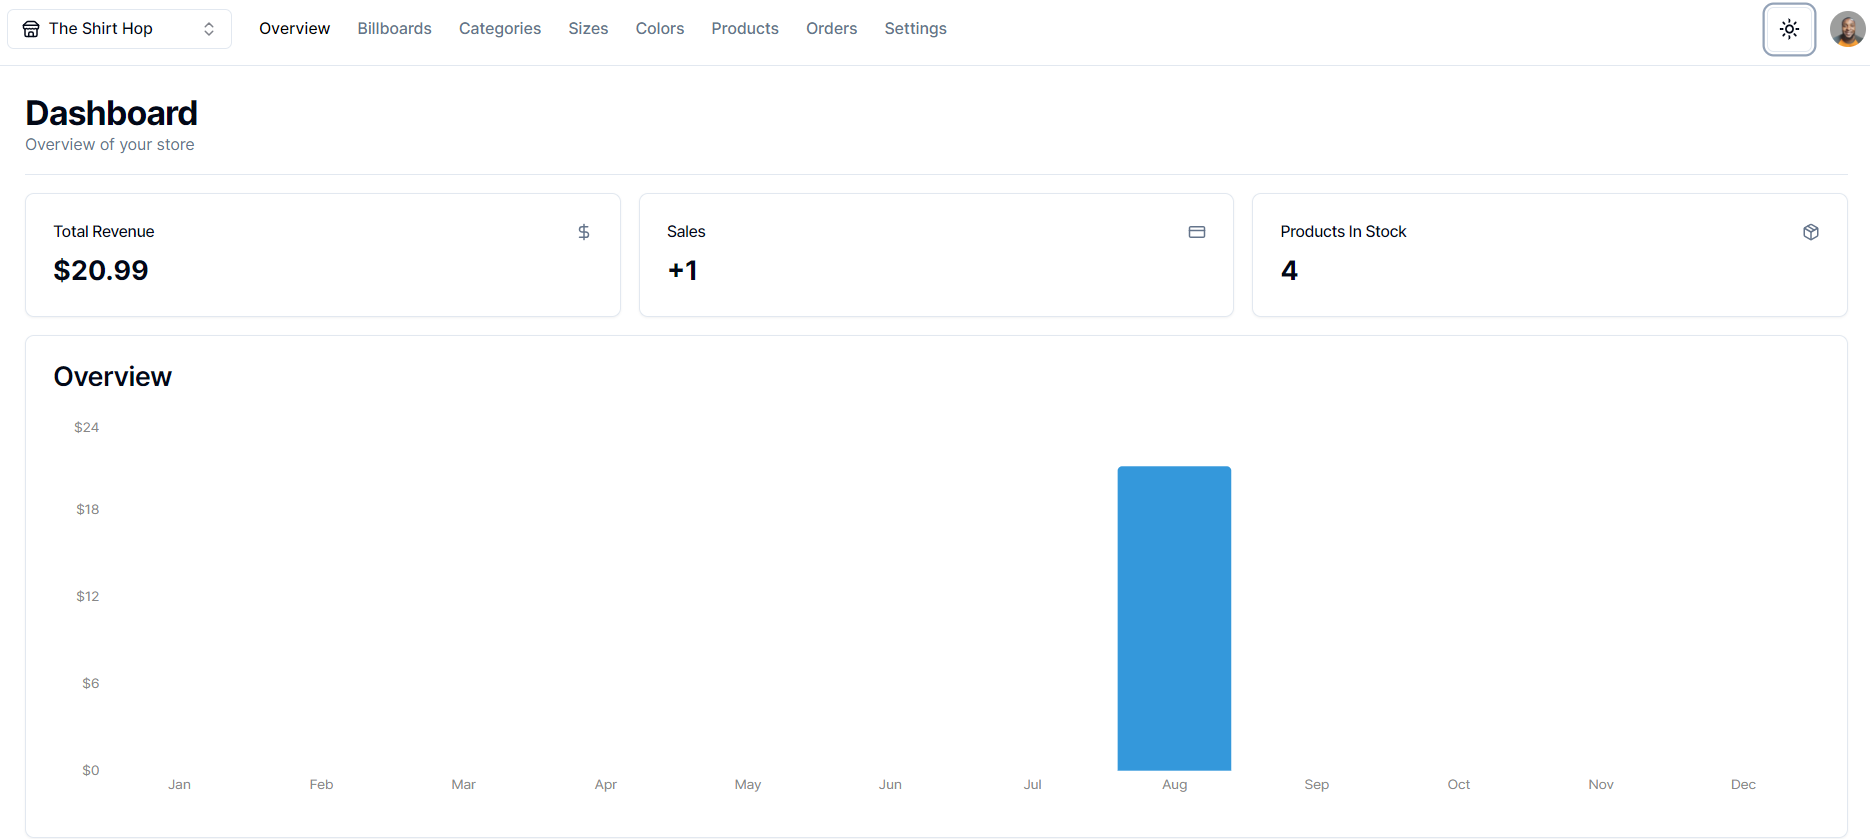 The Shirt Hop Overview Billboards Categories Sizes Colors Products Orders Settings
Dashboard
Overview of your store
Total Revenue
$20.99
Sales
+1
Products In Stock
4
Overview
$24
$18
$12
$6
$0
Jan Feb Mar Apr May Jun Jul Aug Sep Oct Nov Dec